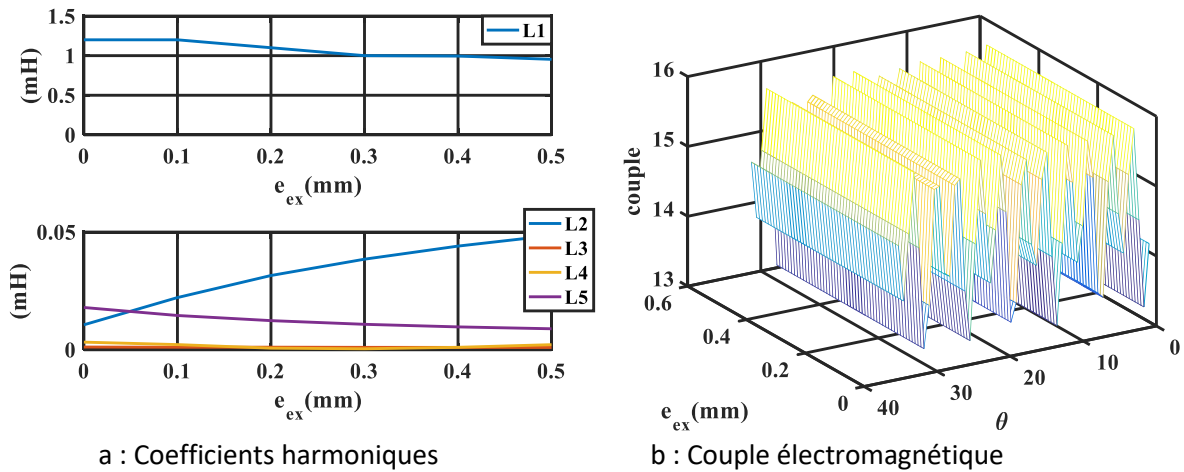 1.5
1
0.5
0
(mH)
L1
0 0.1 0.2 0.3 0.4 0.5
e_ex(mm)
0.05
0
(mH)
L2
L3
L4
L5
0 0.1 0.2 0.3 0.4 0.5
e_ex(mm)
a : Coefficients harmoniques
16
15
14
13
couple
0.6
0.4
0.2
0
e_ex(mm)
40
30
20
10
0
θ
b : Couple électromagnétique